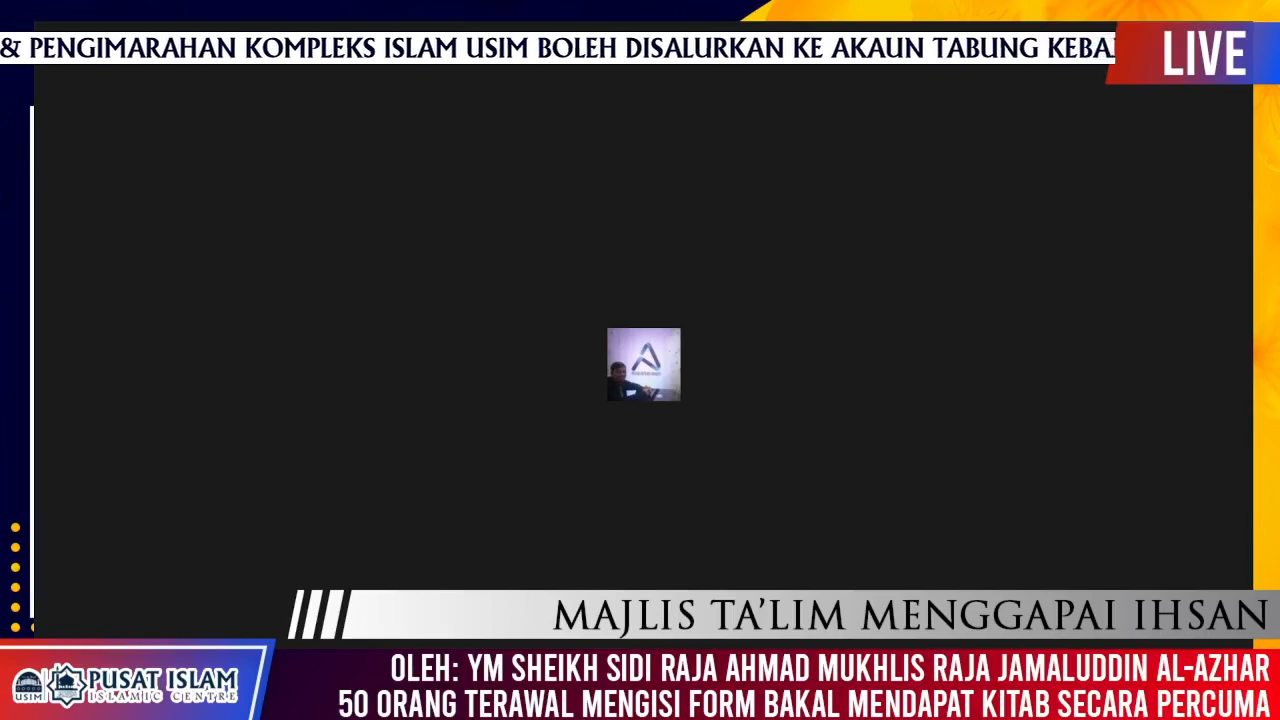 & PENGIMARAHAN KOMPLEKS ISLAM USIM BOLEH DISALURKAN KE AKAUN TABUNG KEBA
LIVE
MAJLIS TA’LIM MENGGAPAI IHSAN
OLEH: YM SHEIKH SIDI RAJA AHMAD MUKHLIS RAJA JAMALUDDIN AL-AZHAR
50 ORANG TERAWAL MENGISI FORM BAKAL MENDAPAT KITAB SECARA PERCUMA
USIM
PUSAT ISLAM
ISLAMIC CENTRE